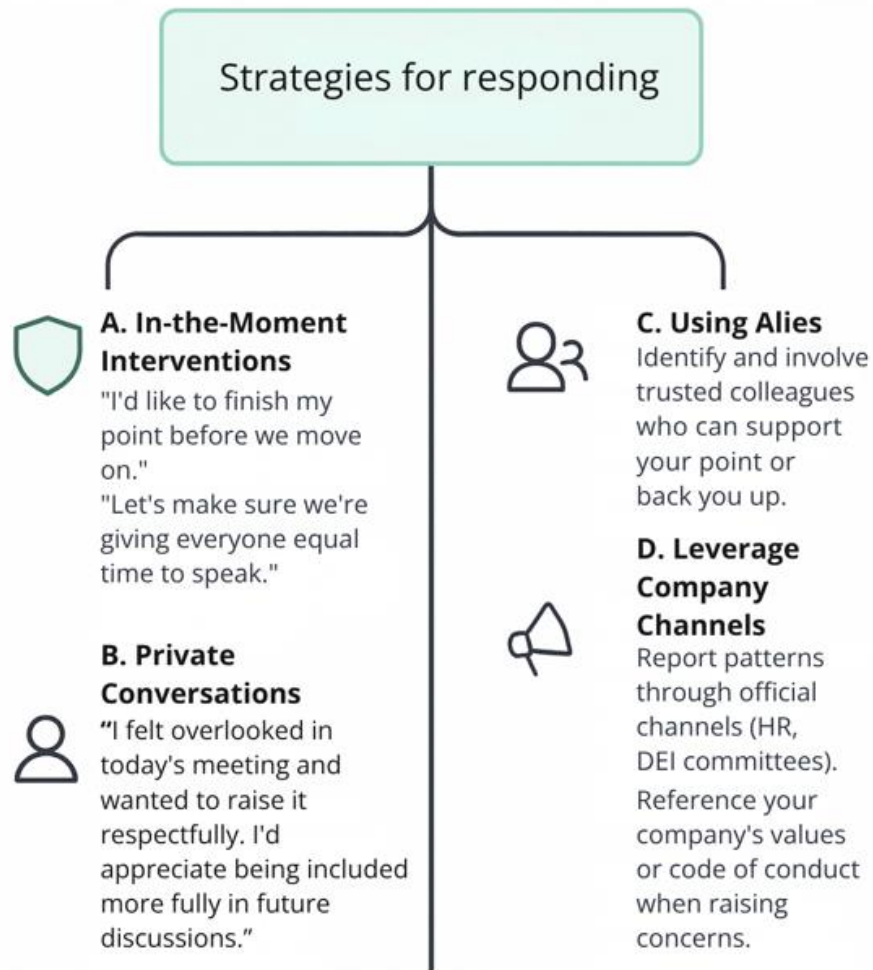 Strategies for responding
A. In-the-Moment
Interventions
"I'd like to finish my
point before we move
on."
"Let's make sure we're
giving everyone equal
time to speak."
B. Private
Conversations
“I felt overlooked in
today's meeting and
wanted to raise it
respectfully. I'd
appreciate being included
more fully in future
discussions.”
C. Using Alies
Identify and involve
trusted colleagues
who can support
your point or
back you up.
D. Leverage
Company
Channels
Report patterns
through official
channels (HR,
DEI committees).
Reference your
company's values
or code of conduct
when raising
concerns.